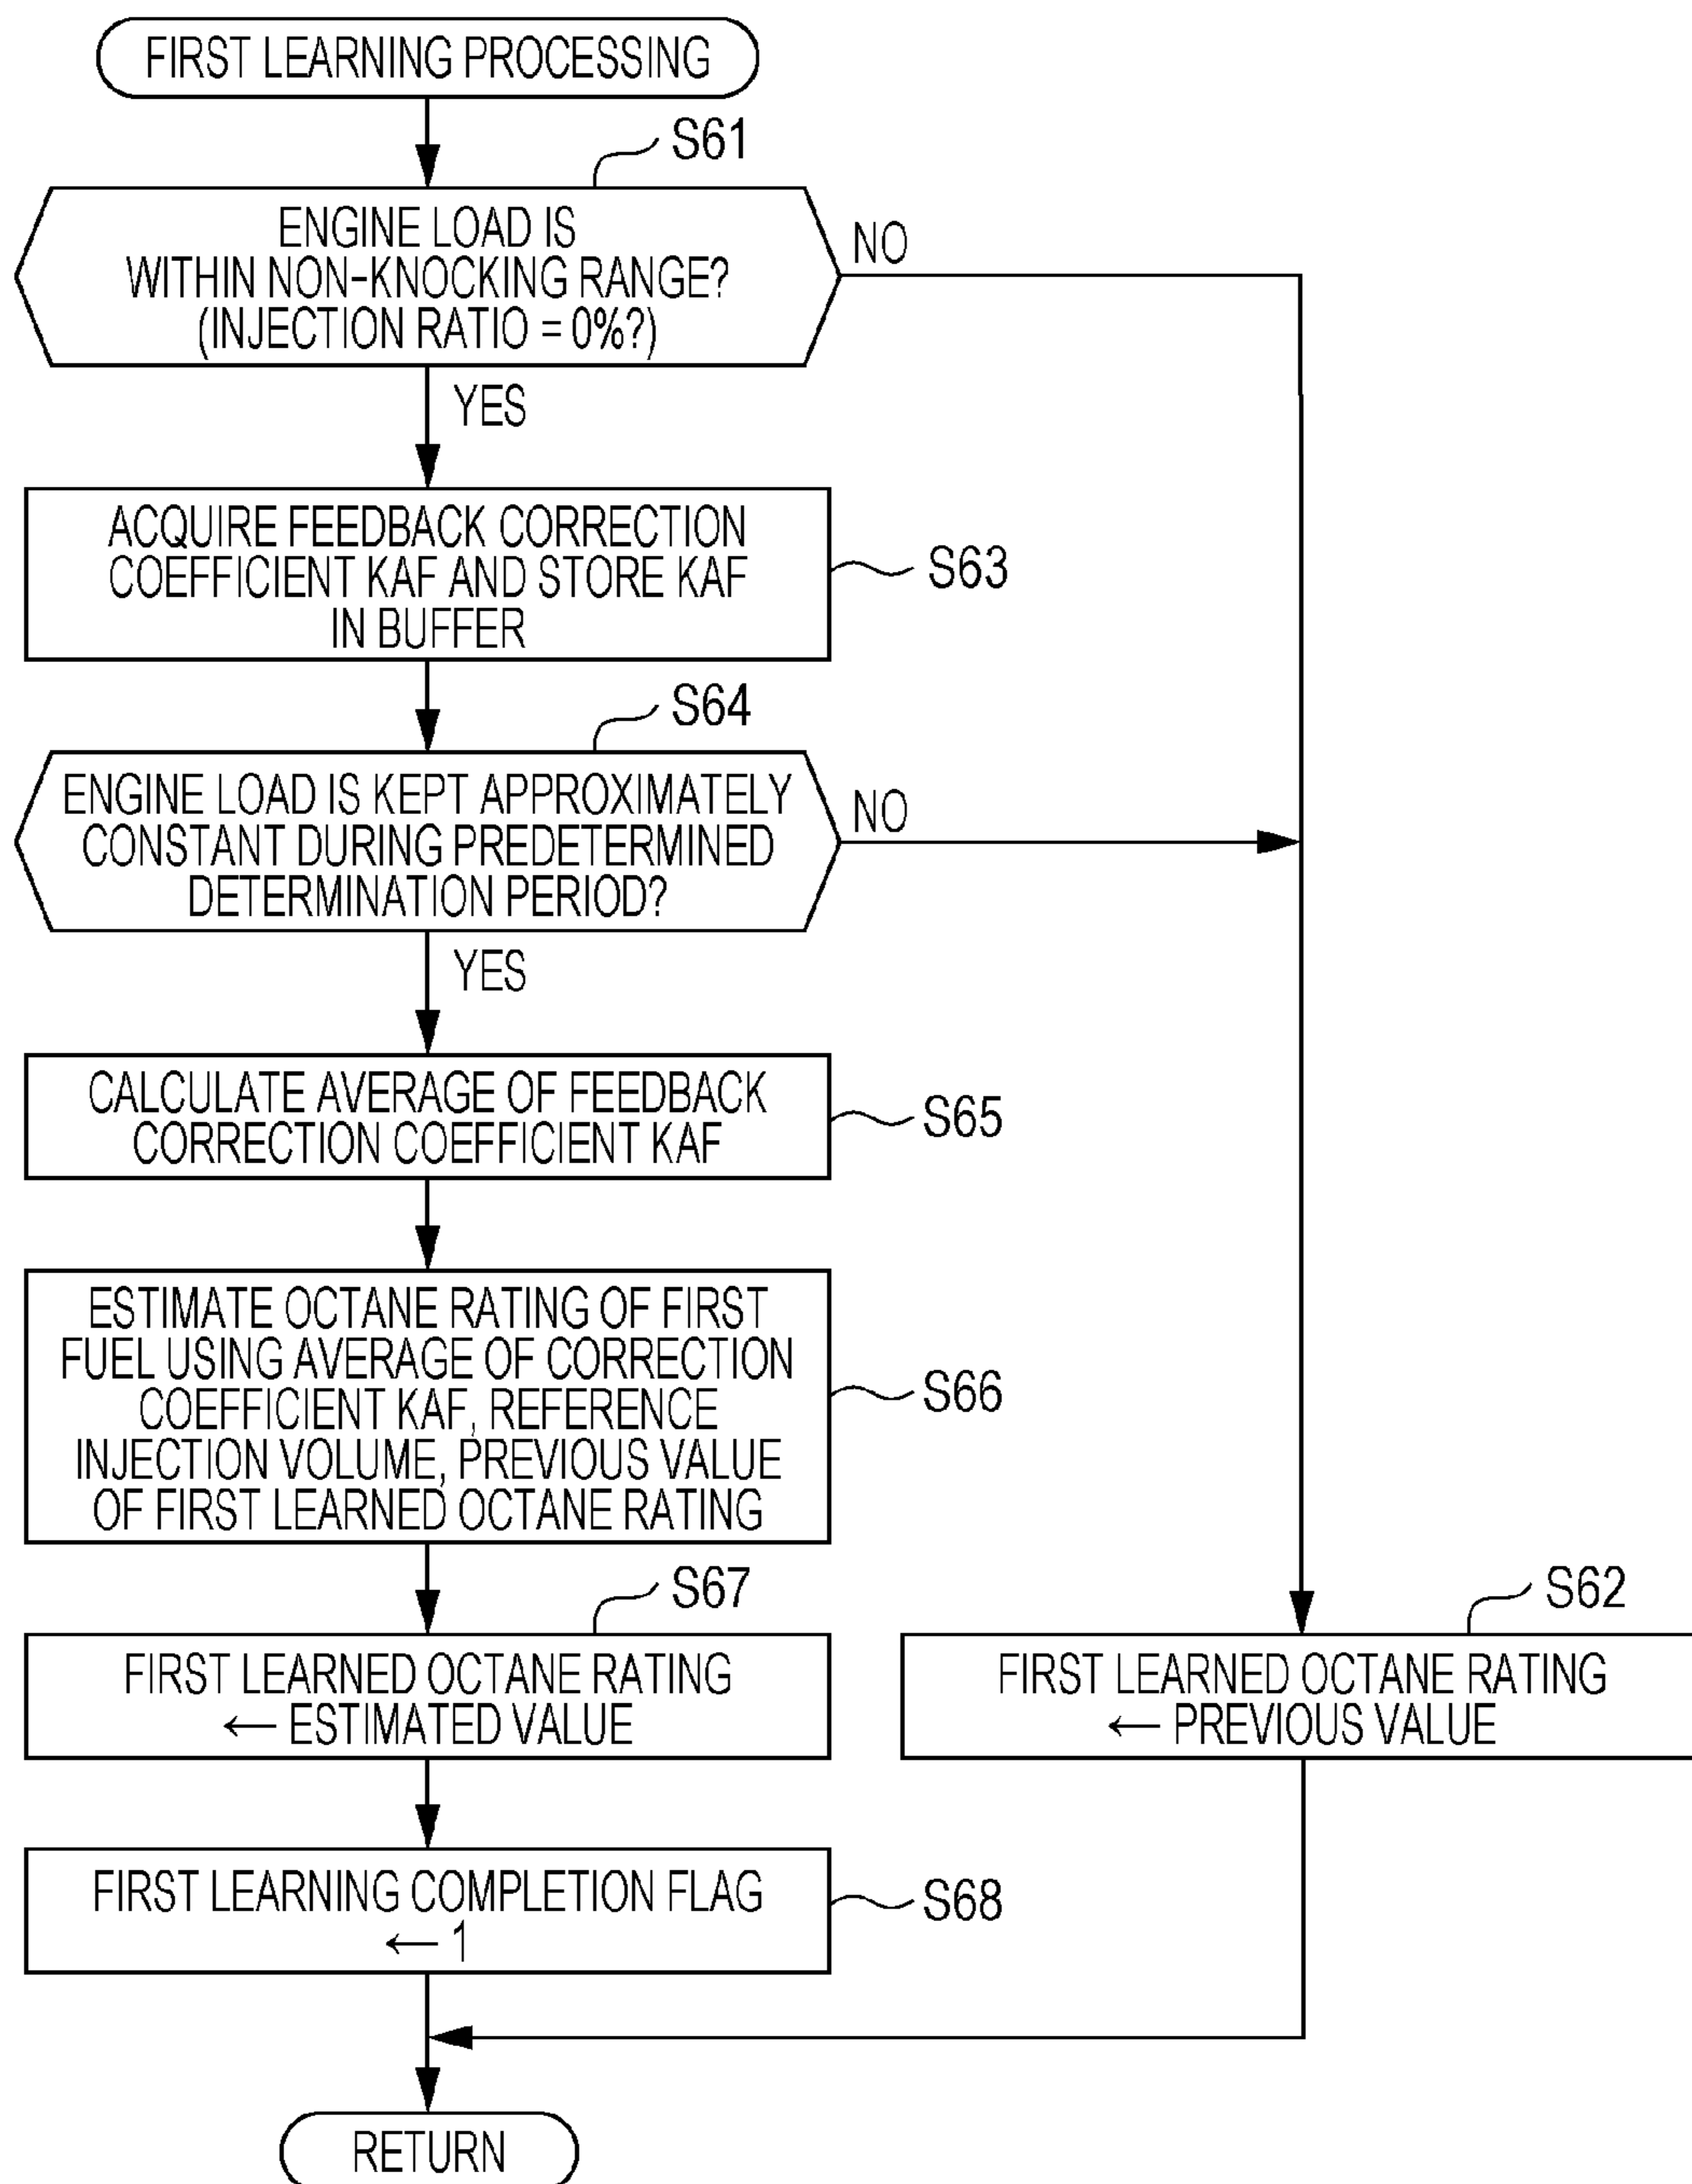 FIRST LEARNING PROCESSING
S61
ENGINE LOAD IS
WITHIN NON-KNOCKING RANGE?
(INJECTION RATIO = 0%?)
NO
YES
ACQUIRE FEEDBACK CORRECTION
COEFFICIENT KAF AND STORE KAF
IN BUFFER
S63
S64
ENGINE LOAD IS KEPT APPROXIMATELY
CONSTANT DURING PREDETERMINED
DETERMINATION PERIOD?
NO
YES
CALCULATE AVERAGE OF FEEDBACK
CORRECTION COEFFICIENT KAF
S65
ESTIMATE OCTANE RATING OF FIRST
FUEL USING AVERAGE OF CORRECTION
COEFFICIENT KAF, REFERENCE
INJECTION VOLUME, PREVIOUS VALUE
OF FIRST LEARNED OCTANE RATING
S66
S67
FIRST LEARNED OCTANE RATING
← ESTIMATED VALUE
S62
FIRST LEARNED OCTANE RATING
← PREVIOUS VALUE
FIRST LEARNING COMPLETION FLAG
← 1
S68
RETURN